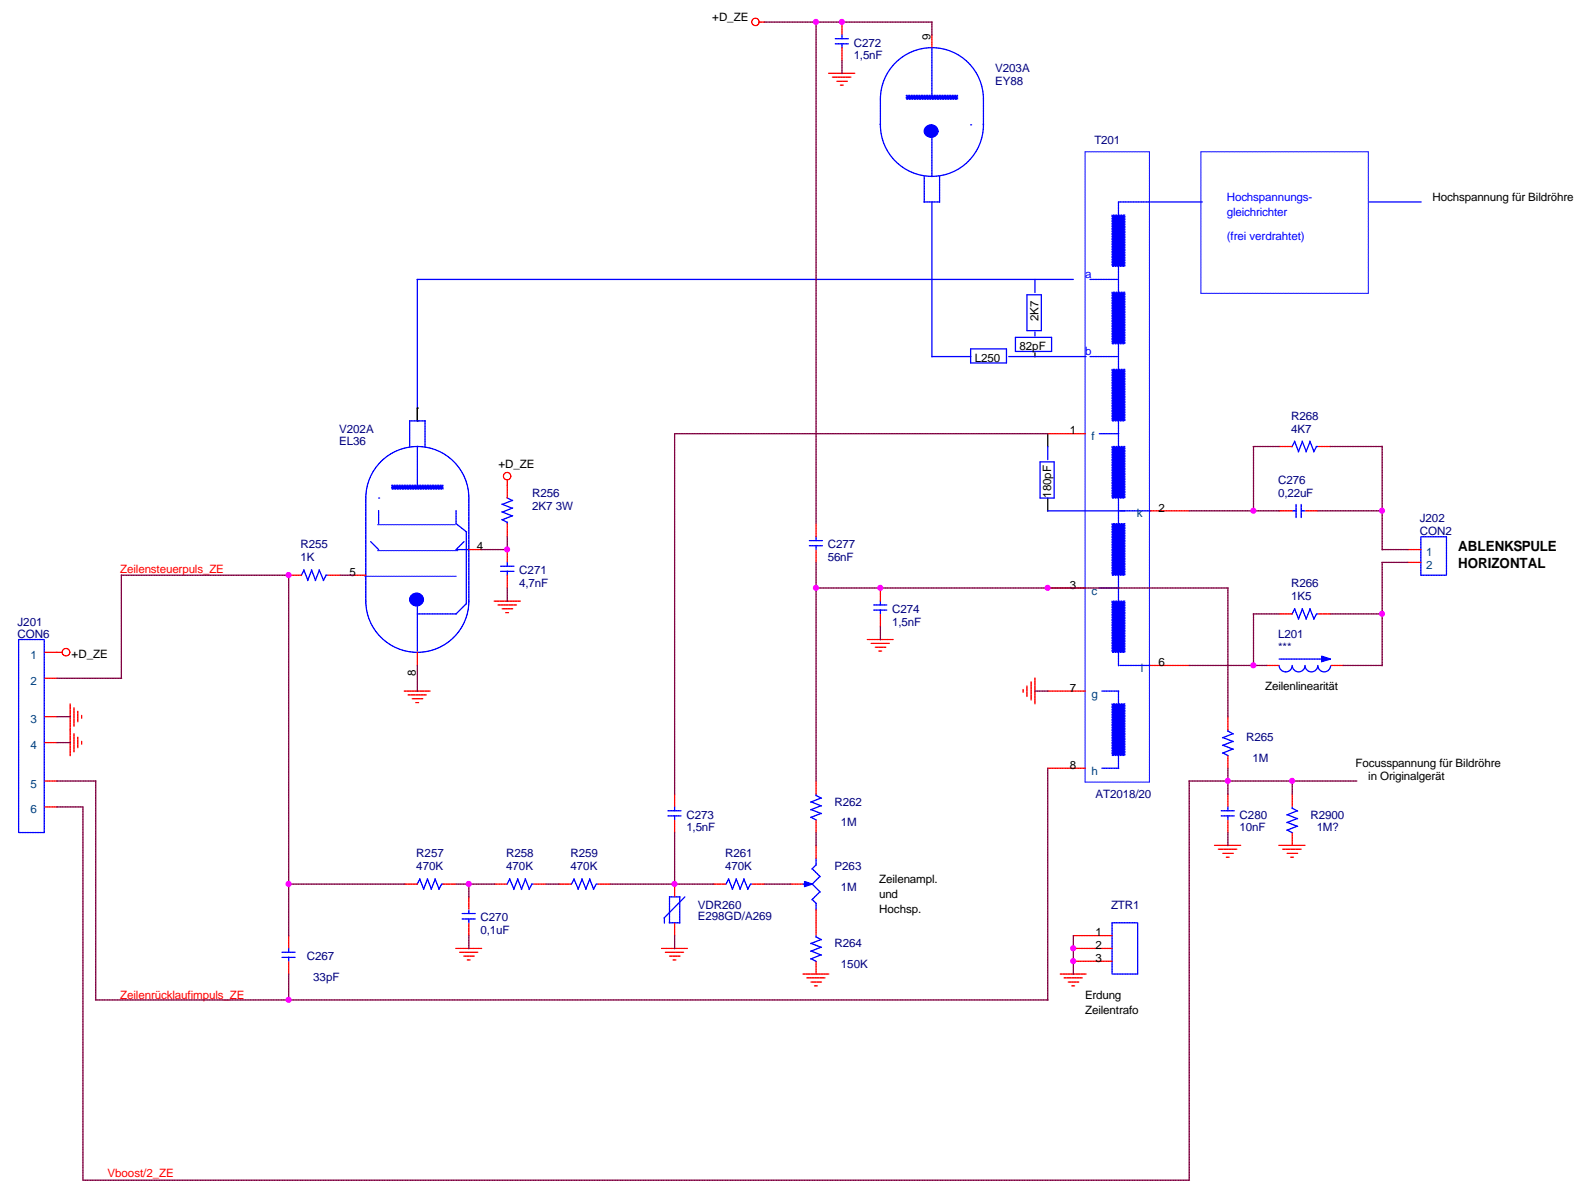 +D_ZE
C272
1,5nF
9
V203A
EY88
T201
Hochspannungs-
gleichrichter
(frei verdrahtet)
Hochspannung für Bildröhre
a
2K7
82pF
L250
b
1
V202A
EL36
+D_ZE
R256
2K7 3W
4
C271
4,7nF
R255
1K
5
8
Zeilensteuerpuls_ZE
J201
CON6
1
+D_ZE
2
3
4
5
6
1
f
180pF
k
2
C277
56nF
3
c
C274
1,5nF
l
6
7
g
8
h
AT2018/20
R268
4K7
C276
0,22uF
J202
CON2
1
2
ABLENKSPULE
HORIZONTAL
R266
1K5
L201
***
Zeilenlinearität
R265
1M
Focusspannung für Bildröhre
in Originalgerät
C280
10nF
R2900
1M?
R262
1M
C273
1,5nF
R257
470K
R258
470K
R259
470K
R261
470K
P263
1M
Zeilenampl.
und
Hochsp.
C270
0,1uF
VDR260
E298GD/A269
R264
150K
C267
33pF
ZTR1
1
2
3
Erdung
Zeilentrafo
Zeilenrücklaufimpuls_ZE
Vboost/2_ZE